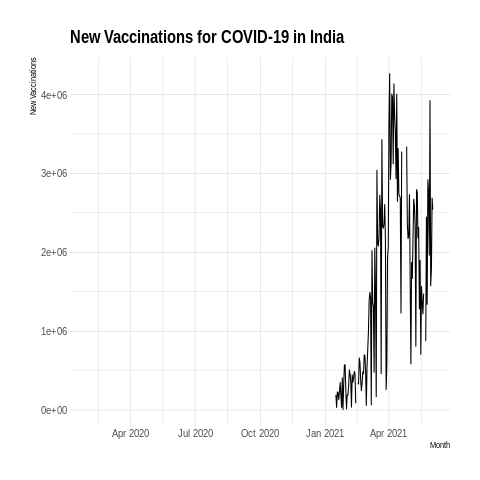 New Vaccinations for COVID-19 in India
New Vaccinations
4e+06
3e+06
2e+06
1e+06
0e+00
Apr 2020 Jul 2020 Oct 2020 Jan 2021 Apr 2021
Month